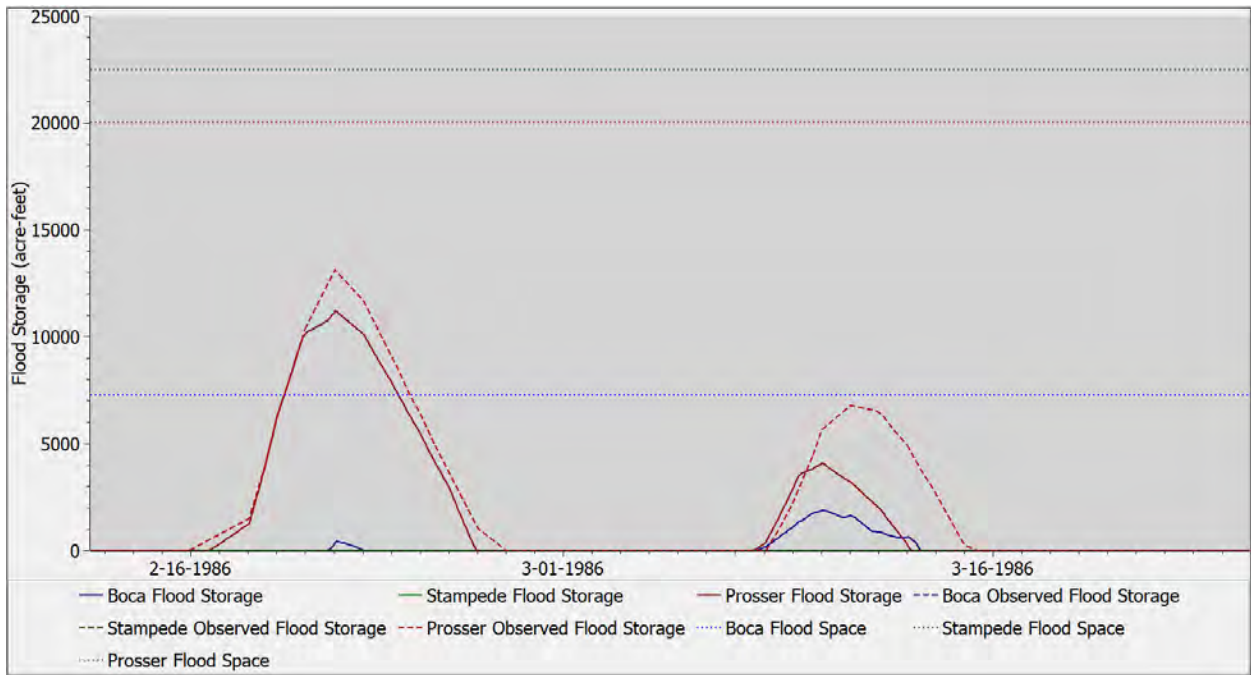 25000
20000
15000
10000
5000
0
Flood Storage (acre-feet)
2-16-1986 3-01-1986 3-16-1986
Boca Flood Storage Stampede Flood Storage Prosser Flood Storage Boca Observed Flood Storage
Stampede Observed Flood Storage Prosser Observed Flood Storage Boca Flood Space Stampede Flood Space
Prosser Flood Space